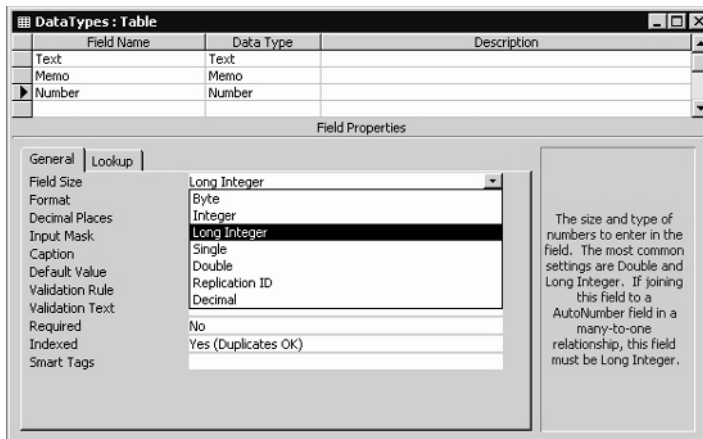 DataTypes : Table
Field Name Data Type Description
Text Text
Memo Memo
Number Number
Field Properties
General Lookup
Field Size Long Integer
Format Byte
Decimal Places Integer
Input Mask Long Integer
Caption Single
Default Value Double
Validation Rule Replication ID
Validation Text Decimal
Required No
Indexed Yes (Duplicates OK)
Smart Tags
The size and type of
numbers to enter in the
field. The most common
settings are Double and
Long Integer. If joining
this field to a
AutoNumber field in a
many-to-one
relationship, this field
must be Long Integer.